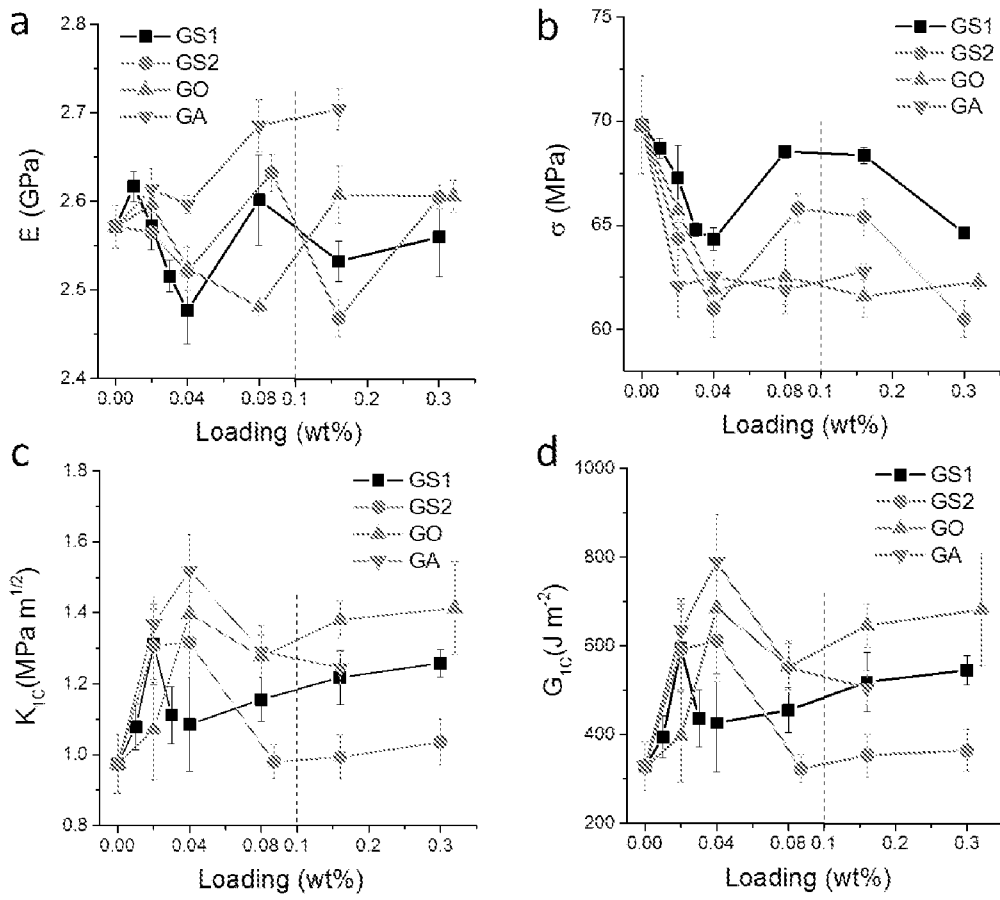 a
2.8
2.7
2.6
2.5
2.4
E (GPa)
GS1
GS2
GO
GA
0.00
0.04
0.08
0.1
0.2
0.3
Loading (wt%)
b
75
70
65
60
σ (MPa)
GS1
GS2
GO
GA
0.00
0.04
0.08
0.1
0.2
0.3
Loading (wt%)
c
1.8
1.6
1.4
1.2
1.0
0.8
K1C(MPa m1/2)
GS1
GS2
GO
GA
0.00
0.04
0.08
0.1
0.2
0.3
Loading (wt%)
d
1000
800
600
400
200
G1C(J m-2)
GS1
GS2
GO
GA
0.00
0.04
0.08
0.1
0.2
0.3
Loading (wt%)